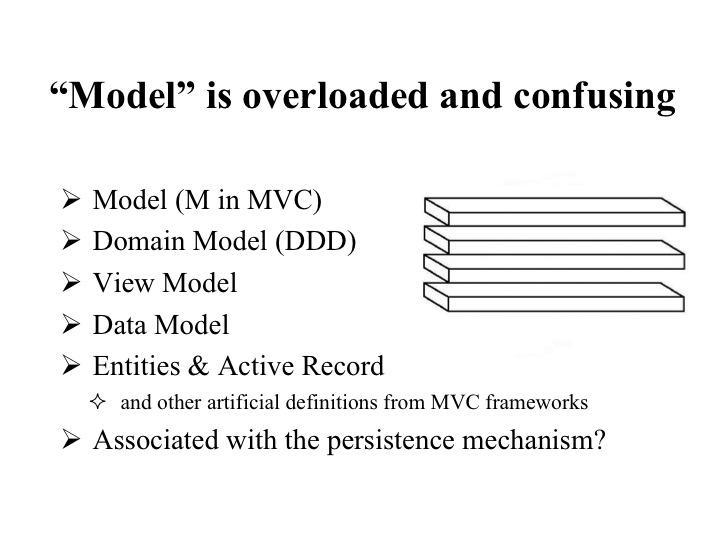 “Model” is overloaded and confusing
➢ Model (M in MVC)
➢ Domain Model (DDD)
➢ View Model
➢ Data Model
➢ Entities & Active Record
✧ and other artificial definitions from MVC frameworks
➢ Associated with the persistence mechanism?